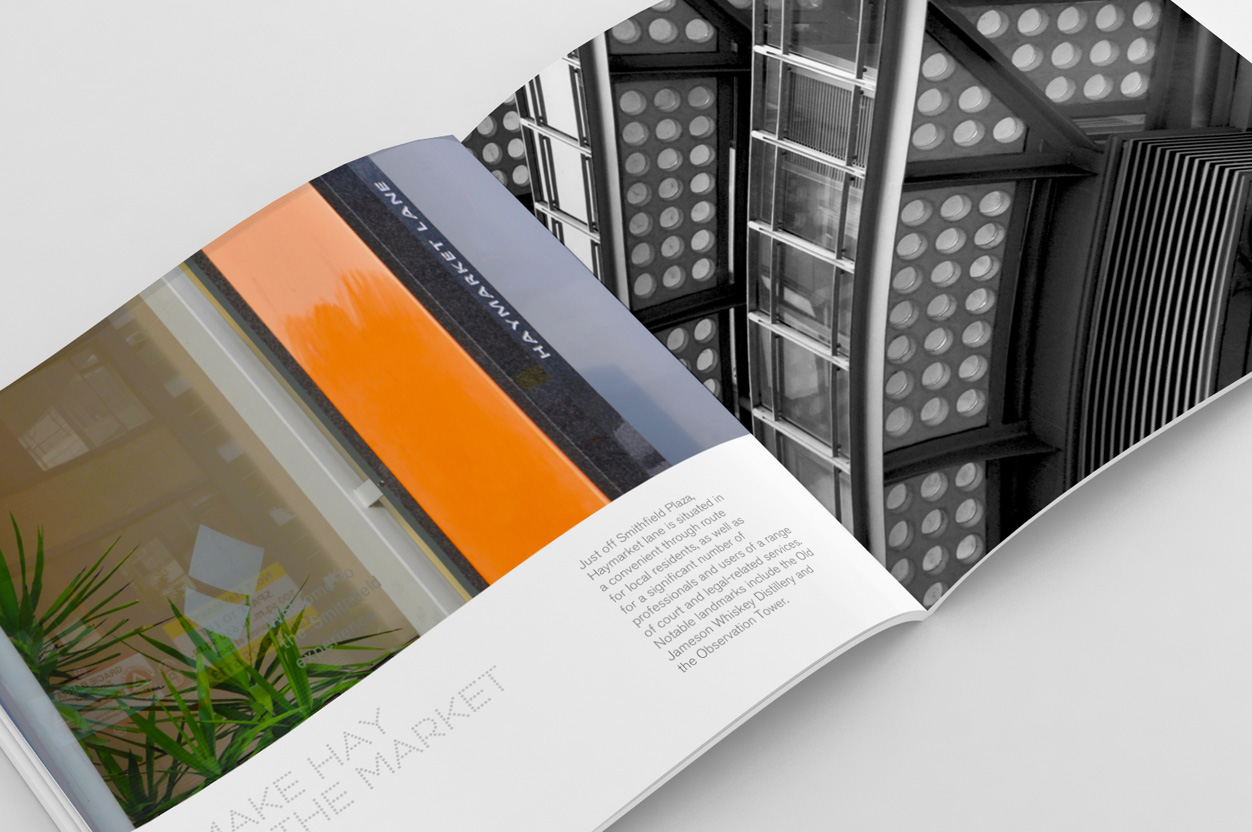 HAYMARKET LANE
Just off Smithfield Plaza,
Haymarket lane is situated in
a convenient through route
for local residents, as well as
for a significant number of
professionals and users of a range
of court and legal-related services.
Notable landmarks include the Old
Jameson Whiskey Distillery and
the Observation Tower.
MAKE HAY
THE MARKET